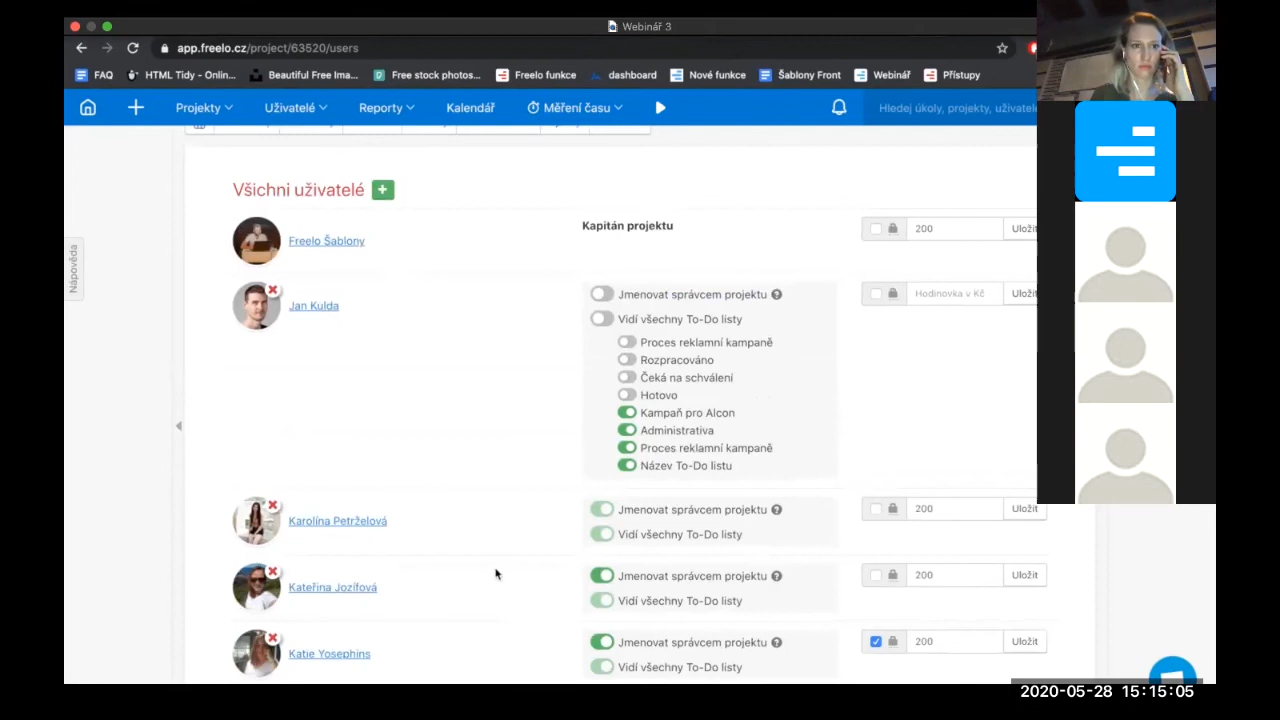 Webinář 3
app.freelo.cz/project/63520/users
FAQ
HTML Tidy - Onlin...
Beautiful Free Ima...
Free stock photos...
Freelo funkce
dashboard
Nové funkce
Šablony Front
Webinář
Přístupy
Projekty
Uživatelé
Reporty
Kalendář
Měření času
Hledej úkoly, projekty, uživatele
Nápověda
Všichni uživatelé
Freelo Šablony
Kapitán projektu
200
Uložit
Jan Kulda
Jmenovat správcem projektu
Hodinovka v Kč
Uložit
Vidí všechny To-Do listy
Proces reklamní kampaně
Rozpracováno
Čeká na schválení
Hotovo
Kampaň pro Alcon
Administrativa
Proces reklamní kampaně
Název To-Do listu
Karolína Petrželová
Jmenovat správcem projektu
200
Uložit
Vidí všechny To-Do listy
Kateřina Jozífová
Jmenovat správcem projektu
200
Uložit
Vidí všechny To-Do listy
Katie Yosephins
Jmenovat správcem projektu
200
Uložit
Vidí všechny To-Do listy
2020-05-28 15:15:05